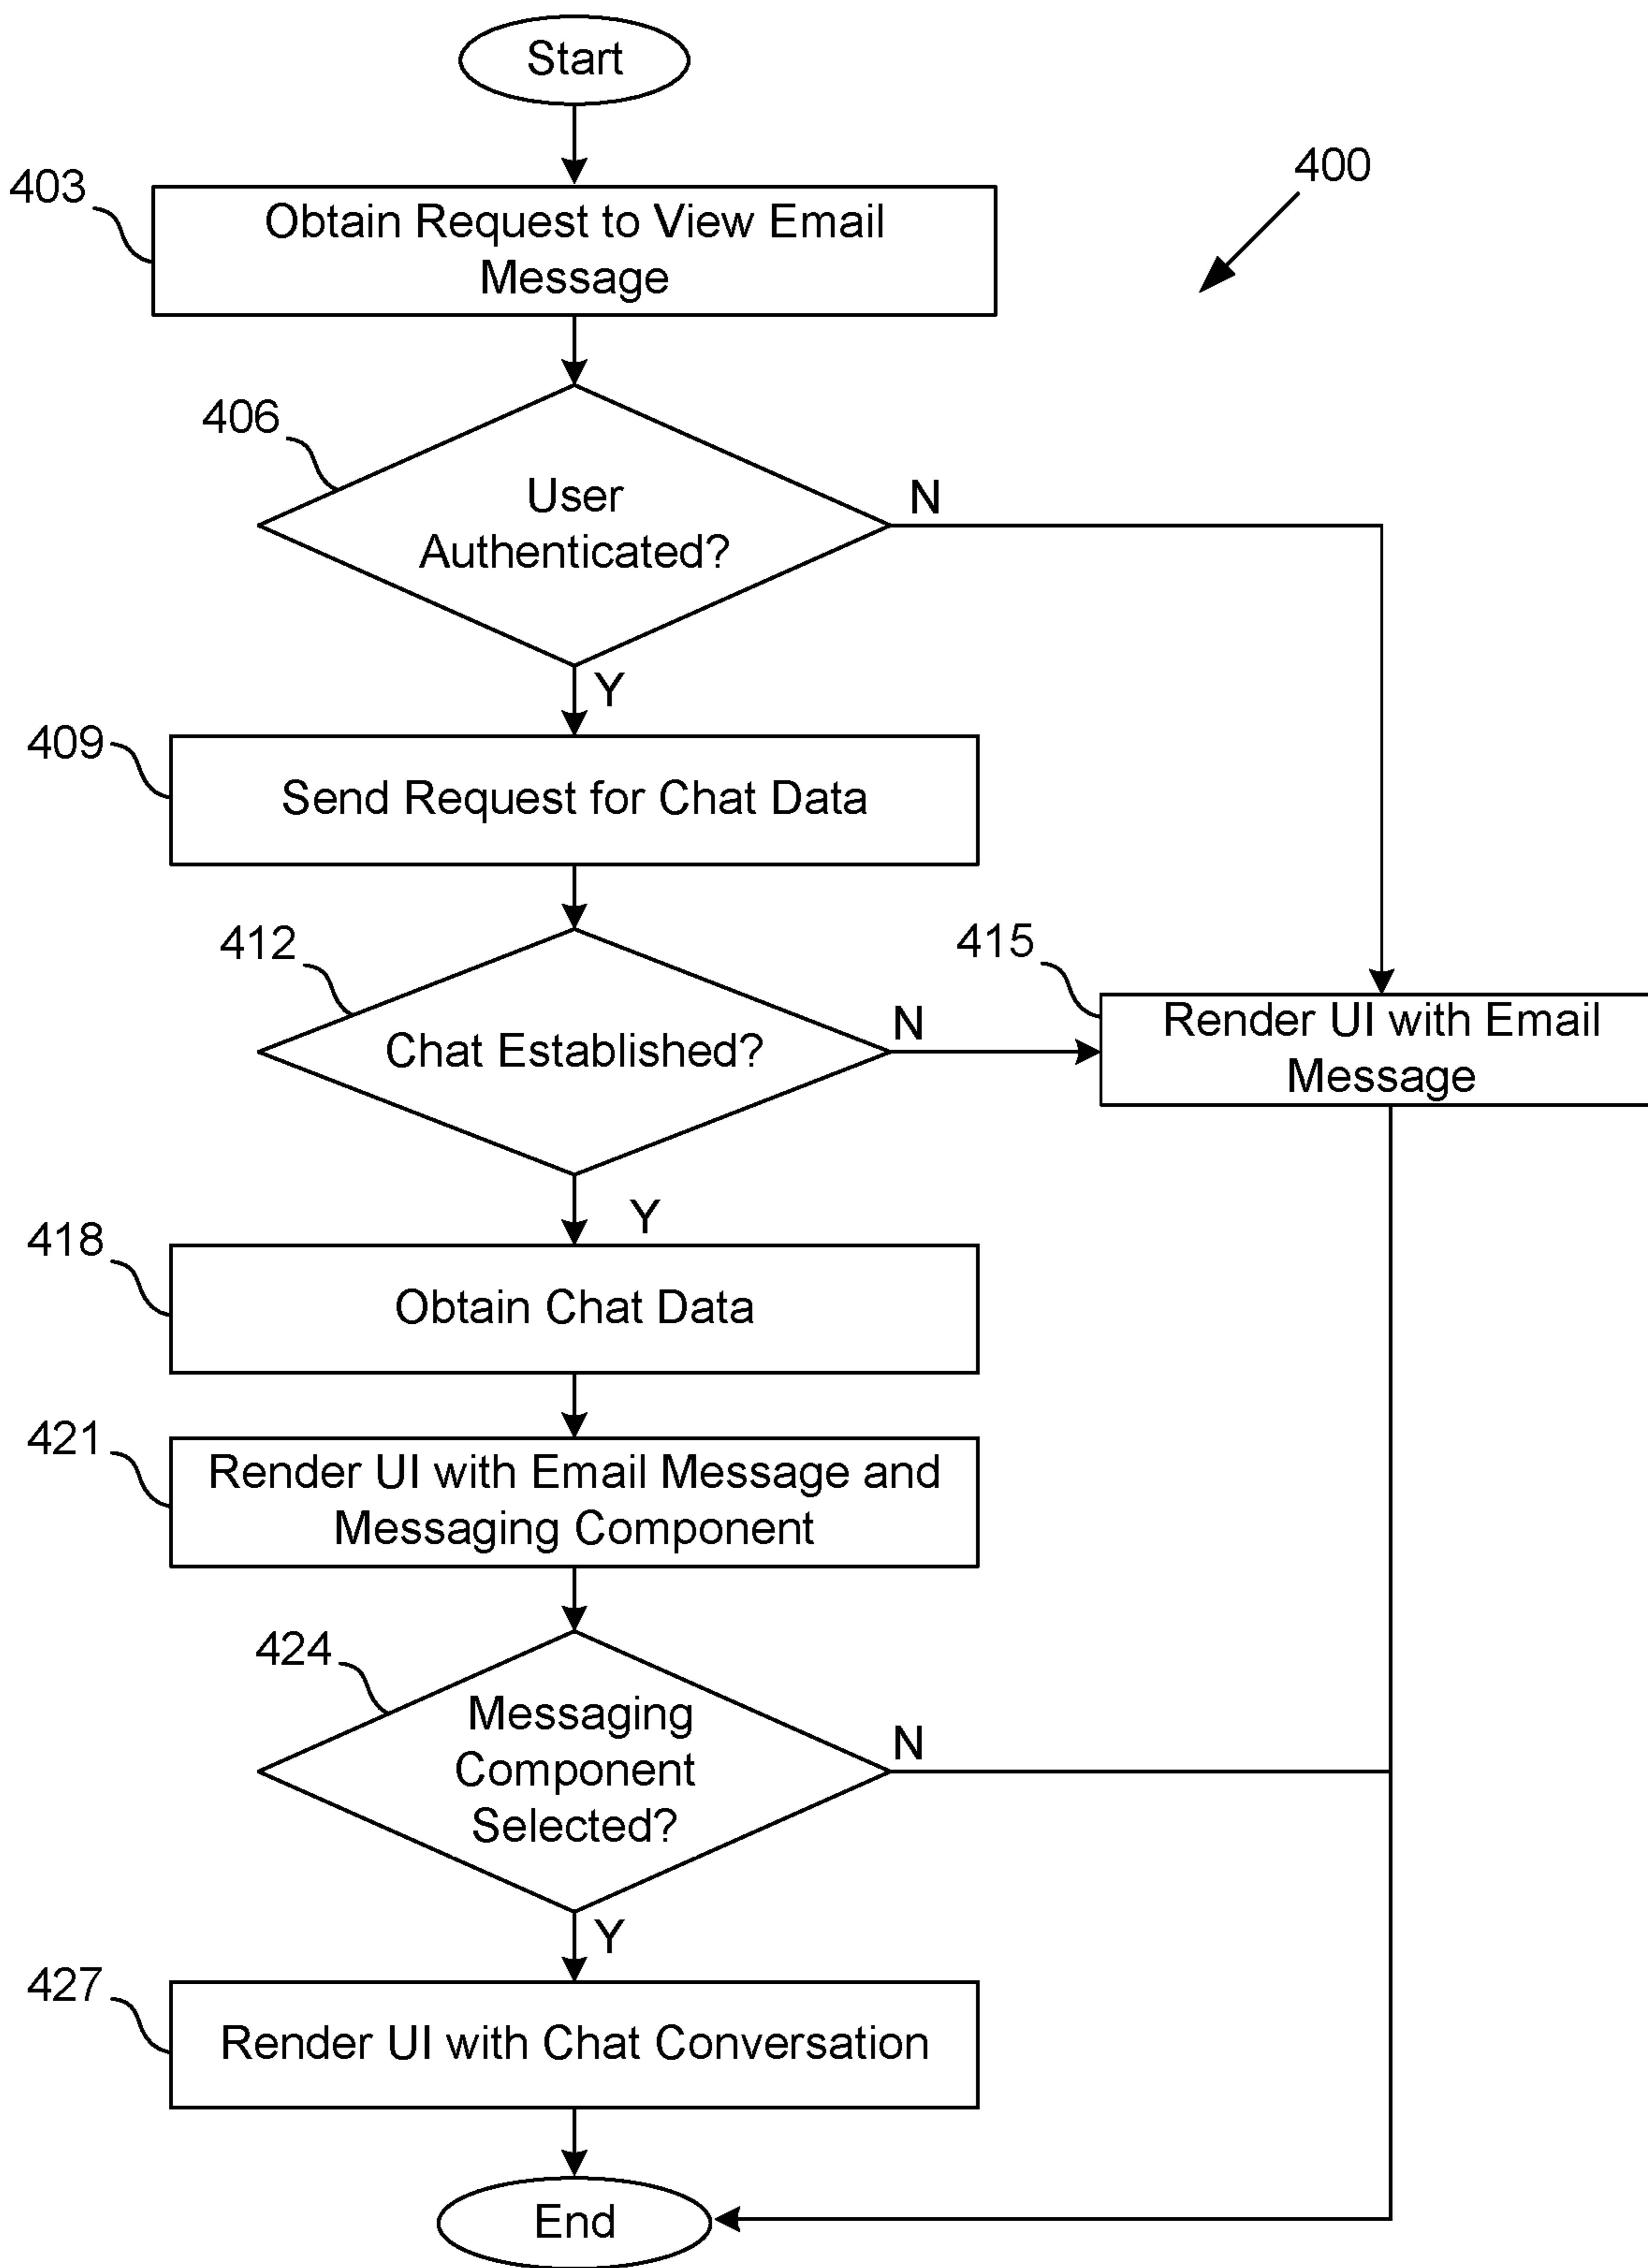 Start
400
403
Obtain Request to View Email
Message
406
User
Authenticated?
N
Y
409
Send Request for Chat Data
412
Chat Established?
N
415
Render UI with Email
Message
Y
418
Obtain Chat Data
421
Render UI with Email Message and
Messaging Component
424
Messaging
Component
Selected?
N
Y
427
Render UI with Chat Conversation
End